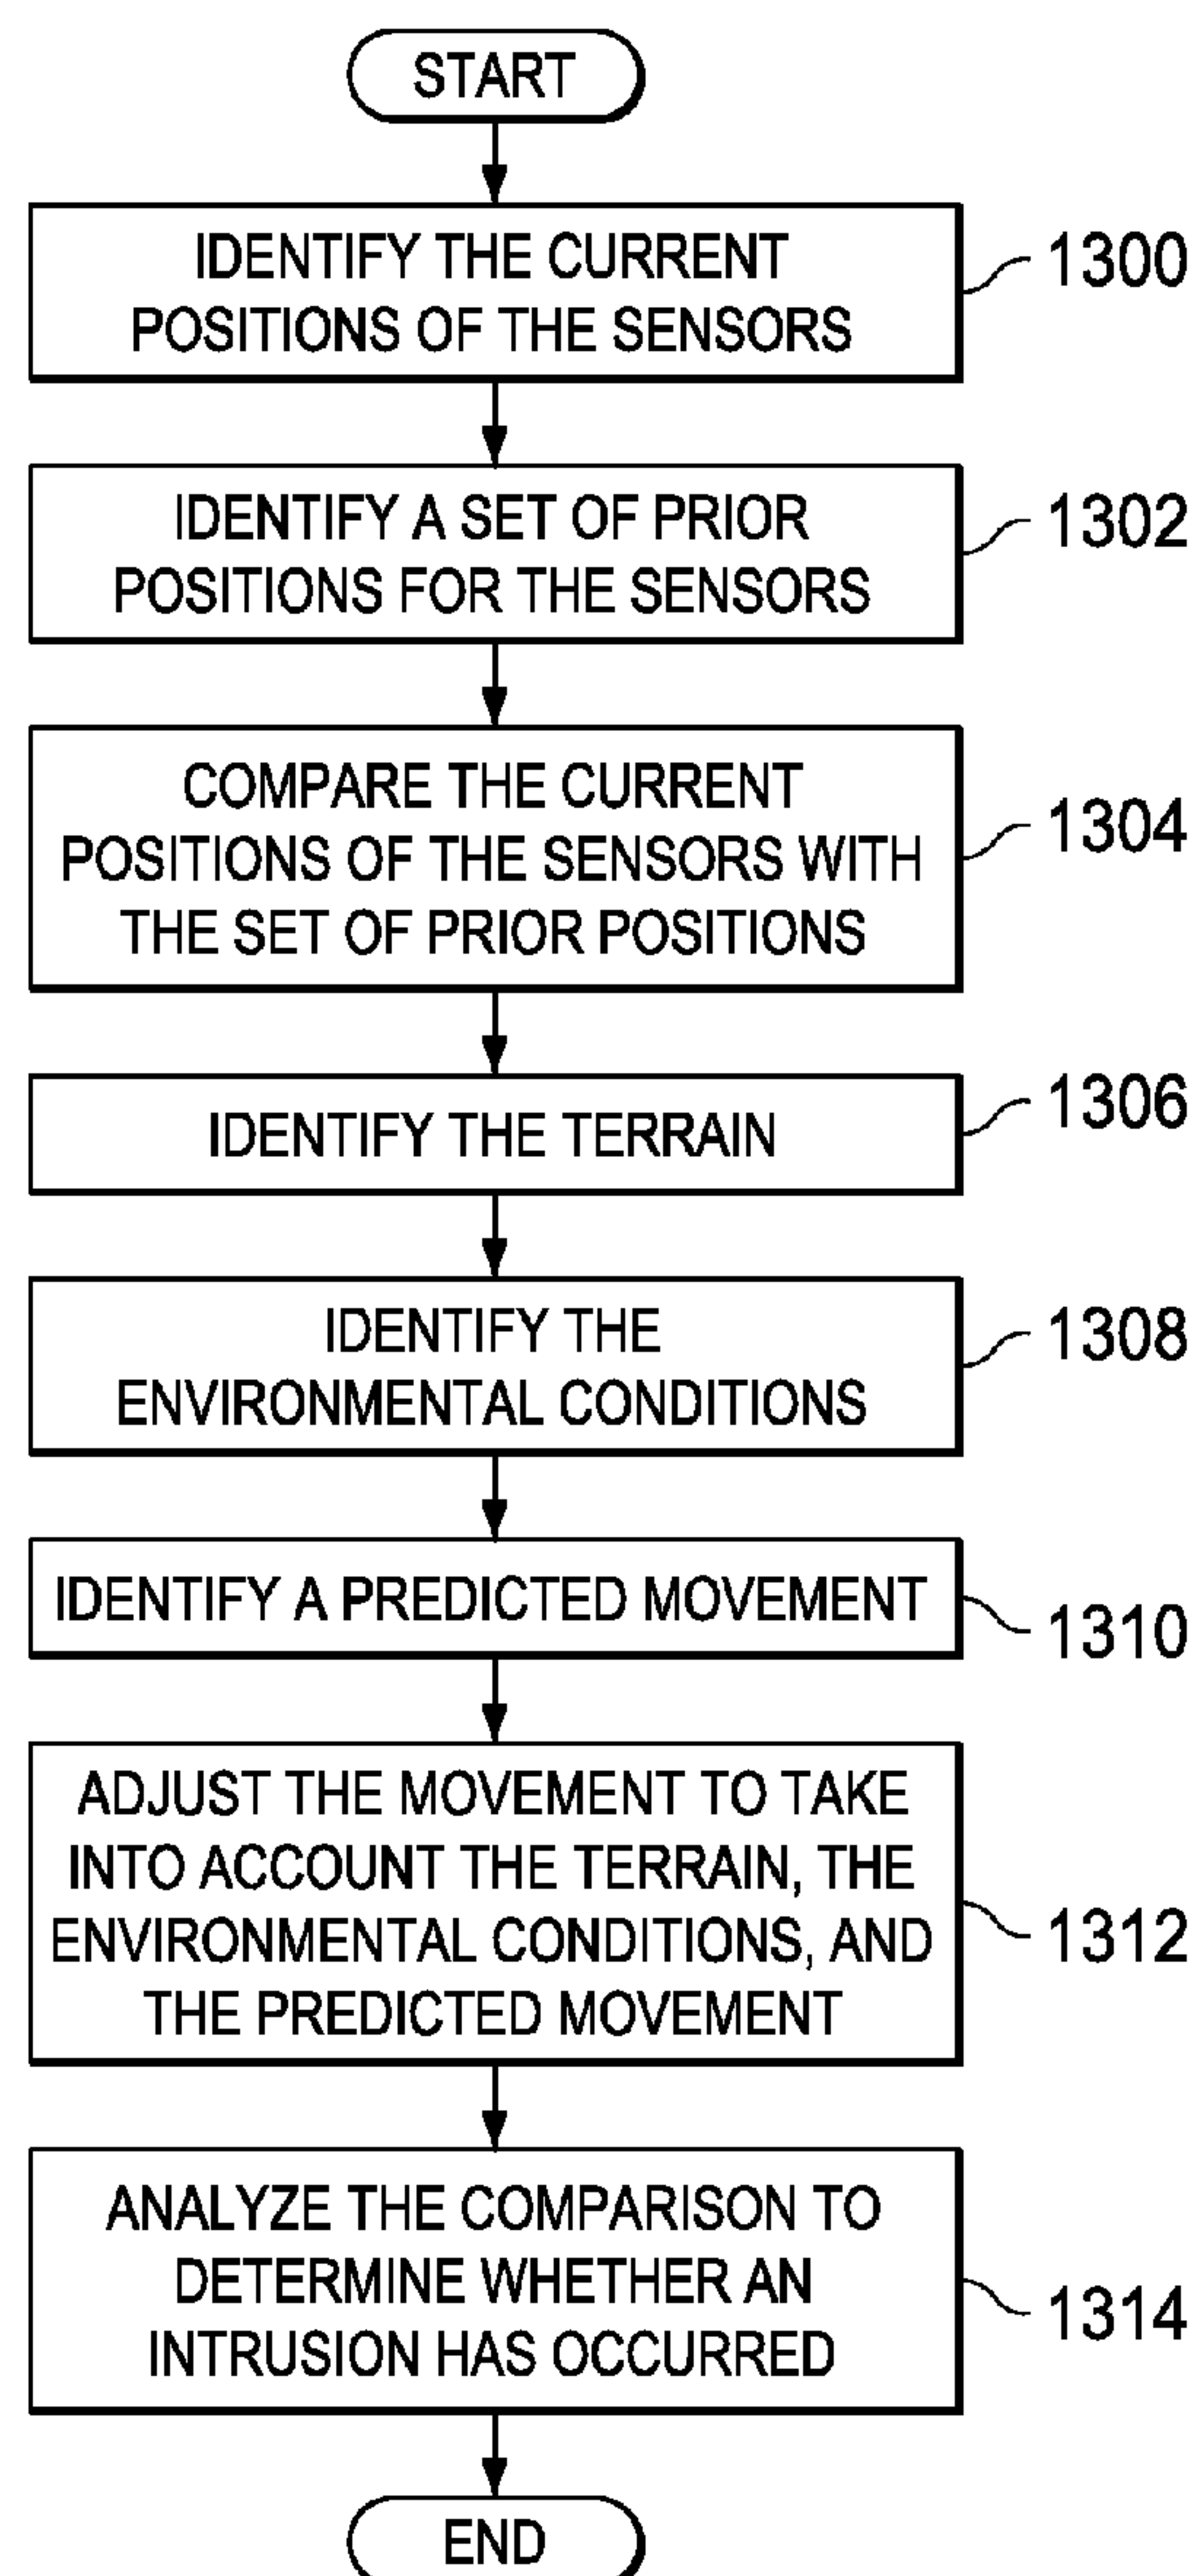 START
IDENTIFY THE CURRENT
POSITIONS OF THE SENSORS
1300
IDENTIFY A SET OF PRIOR
POSITIONS FOR THE SENSORS
1302
COMPARE THE CURRENT
POSITIONS OF THE SENSORS WITH
THE SET OF PRIOR POSITIONS
1304
IDENTIFY THE TERRAIN
1306
IDENTIFY THE
ENVIRONMENTAL CONDITIONS
1308
IDENTIFY A PREDICTED MOVEMENT
1310
ADJUST THE MOVEMENT TO TAKE
INTO ACCOUNT THE TERRAIN, THE
ENVIRONMENTAL CONDITIONS, AND
THE PREDICTED MOVEMENT
1312
ANALYZE THE COMPARISON TO
DETERMINE WHETHER AN
INTRUSION HAS OCCURRED
1314
END